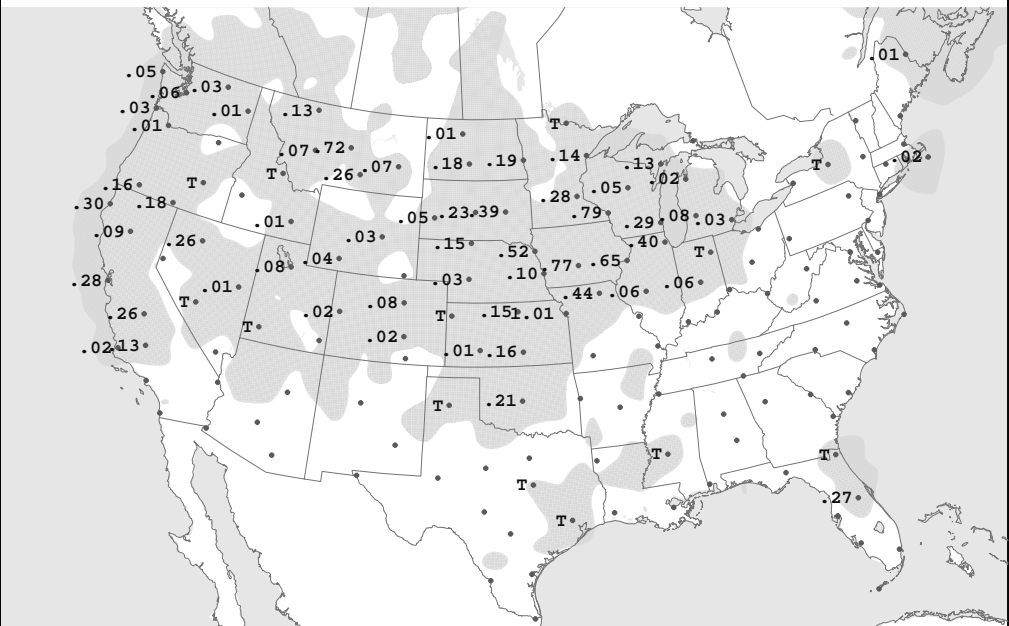 .01
.05
.06 .03
.03 .01 .13
.01 T
.01
.07 .72 .14
.18 .19 .13 T
.02
.26 .07
T
.02
.16 T .05
.30 .18 .28
.05 .23 .39 .79 .08 .03
.01 .29
.09 .26 .03 .15 .40
.04 .52 T
.08 .10 .77 .65
.28 .01 .03 .06
T .02 .08 .44 .06
.26 T T .15 1.01
.02 .13 .02
.01 .16
T .21
T T
T .27
T